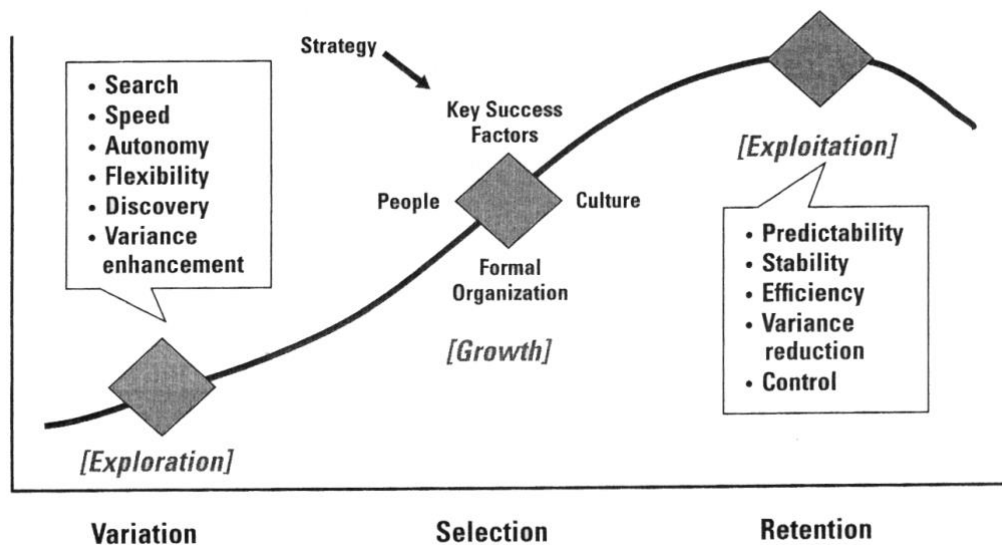 Strategy
• Search
• Speed
• Autonomy
• Flexibility
• Discovery
• Variance
enhancement
Key Success
Factors
People
Culture
Formal
Organization
[Growth]
[Exploration]
[Exploitation]
• Predictability
• Stability
• Efficiency
• Variance
reduction
• Control
Variation
Selection
Retention